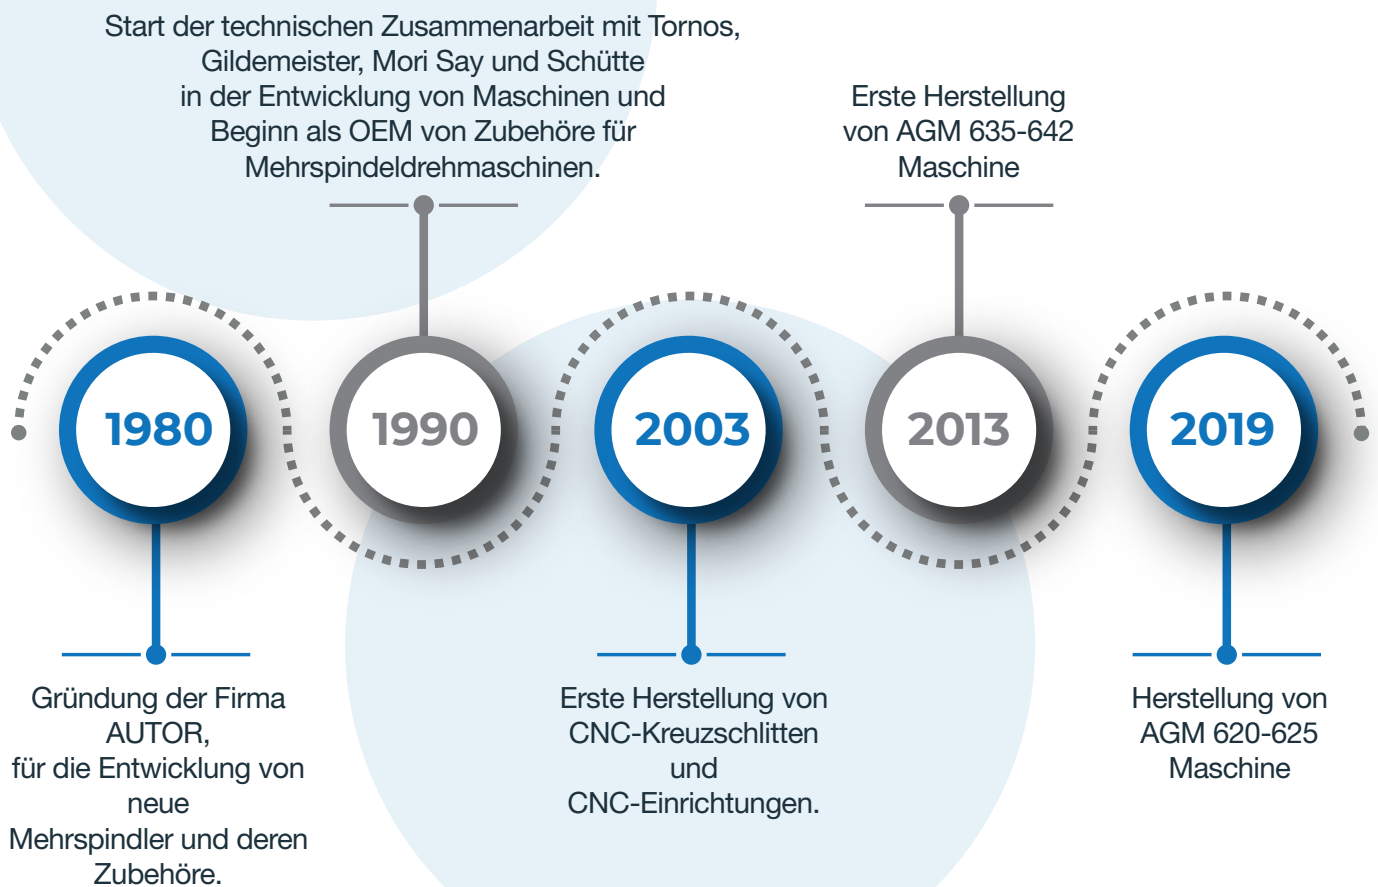 Start der technischen Zusammenarbeit mit Tornos,
Gildemeister, Mori Say und Schütte
in der Entwicklung von Maschinen und
Beginn als OEM von Zubehöre für
Mehrspindeldrehmaschinen.
Erste Herstellung
von AGM 635-642
Maschine
1980
1990
2003
2013
2019
Gründung der Firma
AUTOR,
für die Entwicklung von
neue
Mehrspindler und deren
Zubehöre.
Erste Herstellung von
CNC-Kreuzschlitten
und
CNC-Einrichtungen.
Herstellung von
AGM 620-625
Maschine